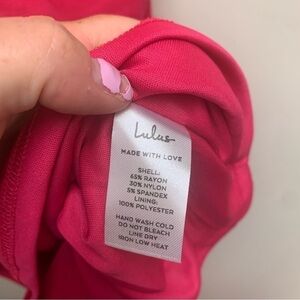 Lulus
MADE WITH LOVE
SHELL:
65% RAYON
30% NYLON
5% SPANDEX
LINING:
100% POLYESTER
HAND WASH COLD
DO NOT BLEACH
LINE DRY
IRON LOW HEAT